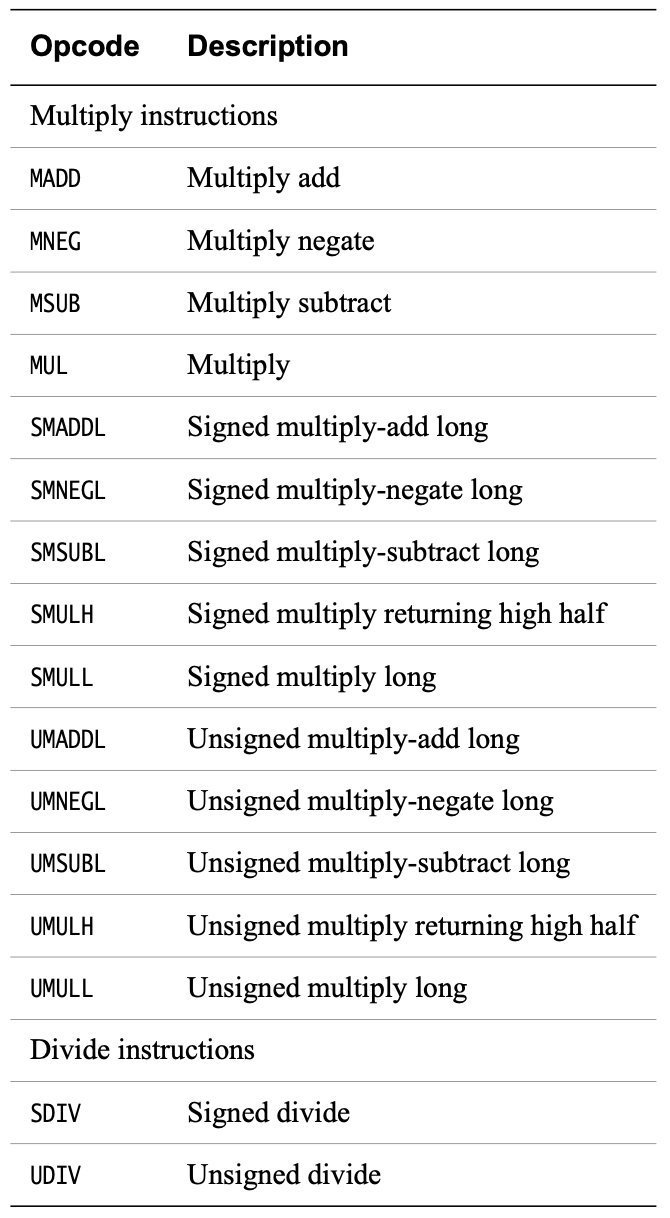 Opcode Description
Multiply instructions
MADD Multiply add
MNEG Multiply negate
MSUB Multiply subtract
MUL Multiply
SMADDL Signed multiply-add long
SMNEGL Signed multiply-negate long
SMSUBL Signed multiply-subtract long
SMULH Signed multiply returning high half
SMULL Signed multiply long
UMADDL Unsigned multiply-add long
UMNEGL Unsigned multiply-negate long
UMSUBL Unsigned multiply-subtract long
UMULH Unsigned multiply returning high half
UMULL Unsigned multiply long
Divide instructions
SDIV Signed divide
UDIV Unsigned divide